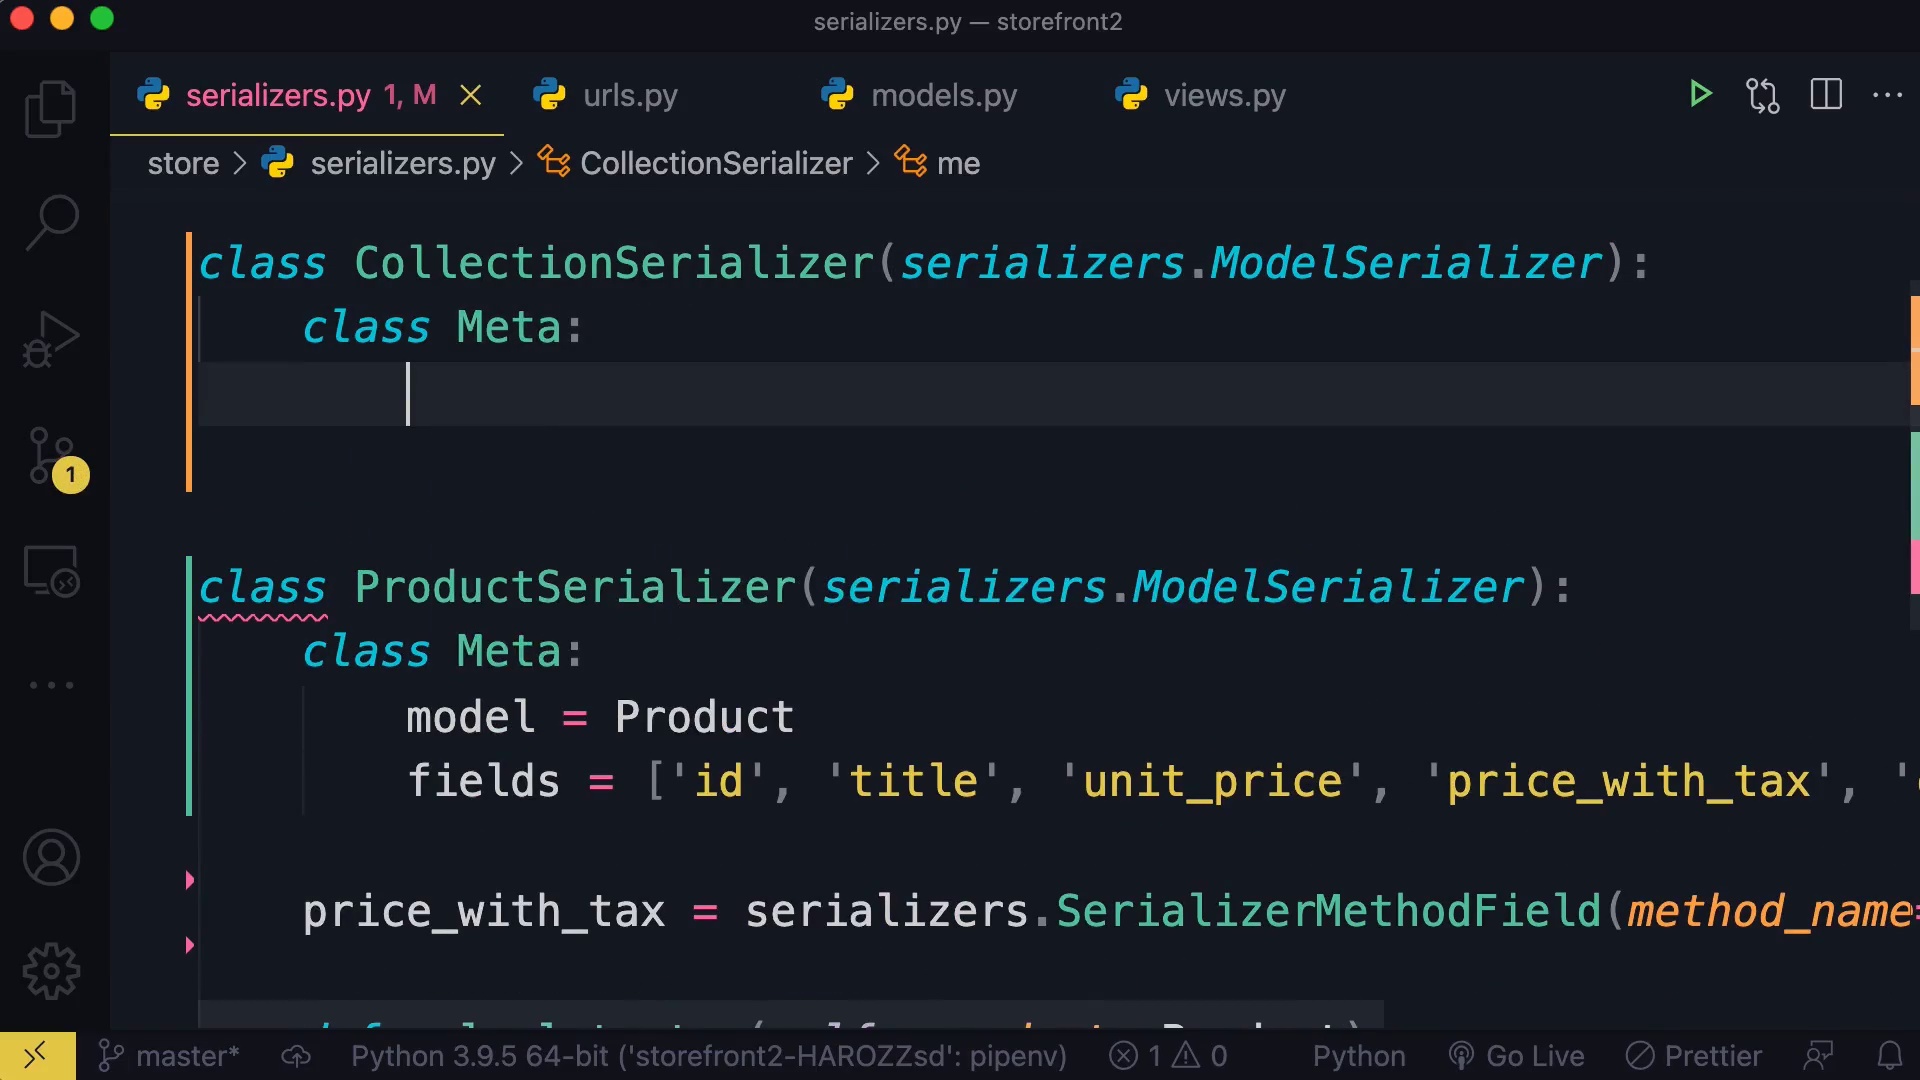 serializers.py — storefront2
serializers.py 1, M
urls.py
models.py
views.py
store > serializers.py > CollectionSerializer > me
class CollectionSerializer(serializers.ModelSerializer):
class Meta:
class ProductSerializer(serializers.ModelSerializer):
class Meta:
model = Product
fields = ['id', 'title', 'unit_price', 'price_with_tax', '
price_with_tax = serializers.SerializerMethodField(method_name=
1
master* Python 3.9.5 64-bit ('storefront2-HAROZZsd': pipenv) 1 0 Python Go Live Prettier